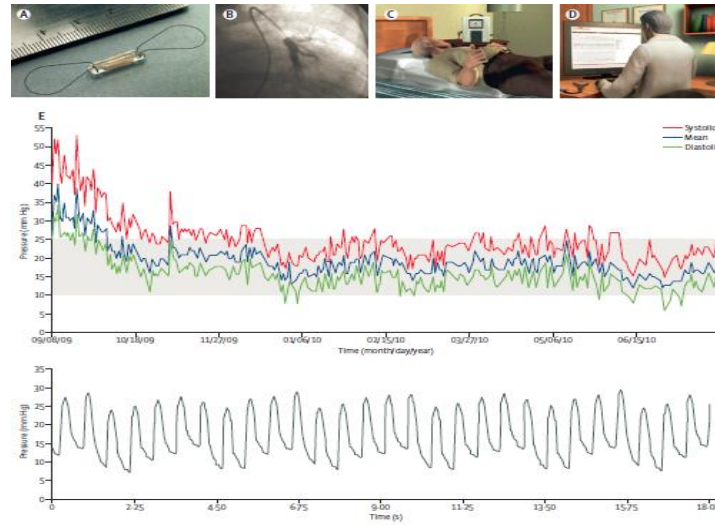 A
B
C
D
E
Systolic
Mean
Diastolic
Pressure (mm Hg)
55
50
45
40
35
30
25
20
15
10
5
0
09/08/09 10/18/09 11/27/09 01/06/10 02/15/10 03/27/10 05/06/10 06/15/10
Time (month/day/year)
Pressure (mm Hg)
35
30
25
20
15
10
5
0
0 2·25 4·50 6·75 9·00 11·25 13·50 15·75 18·0
Time (s)